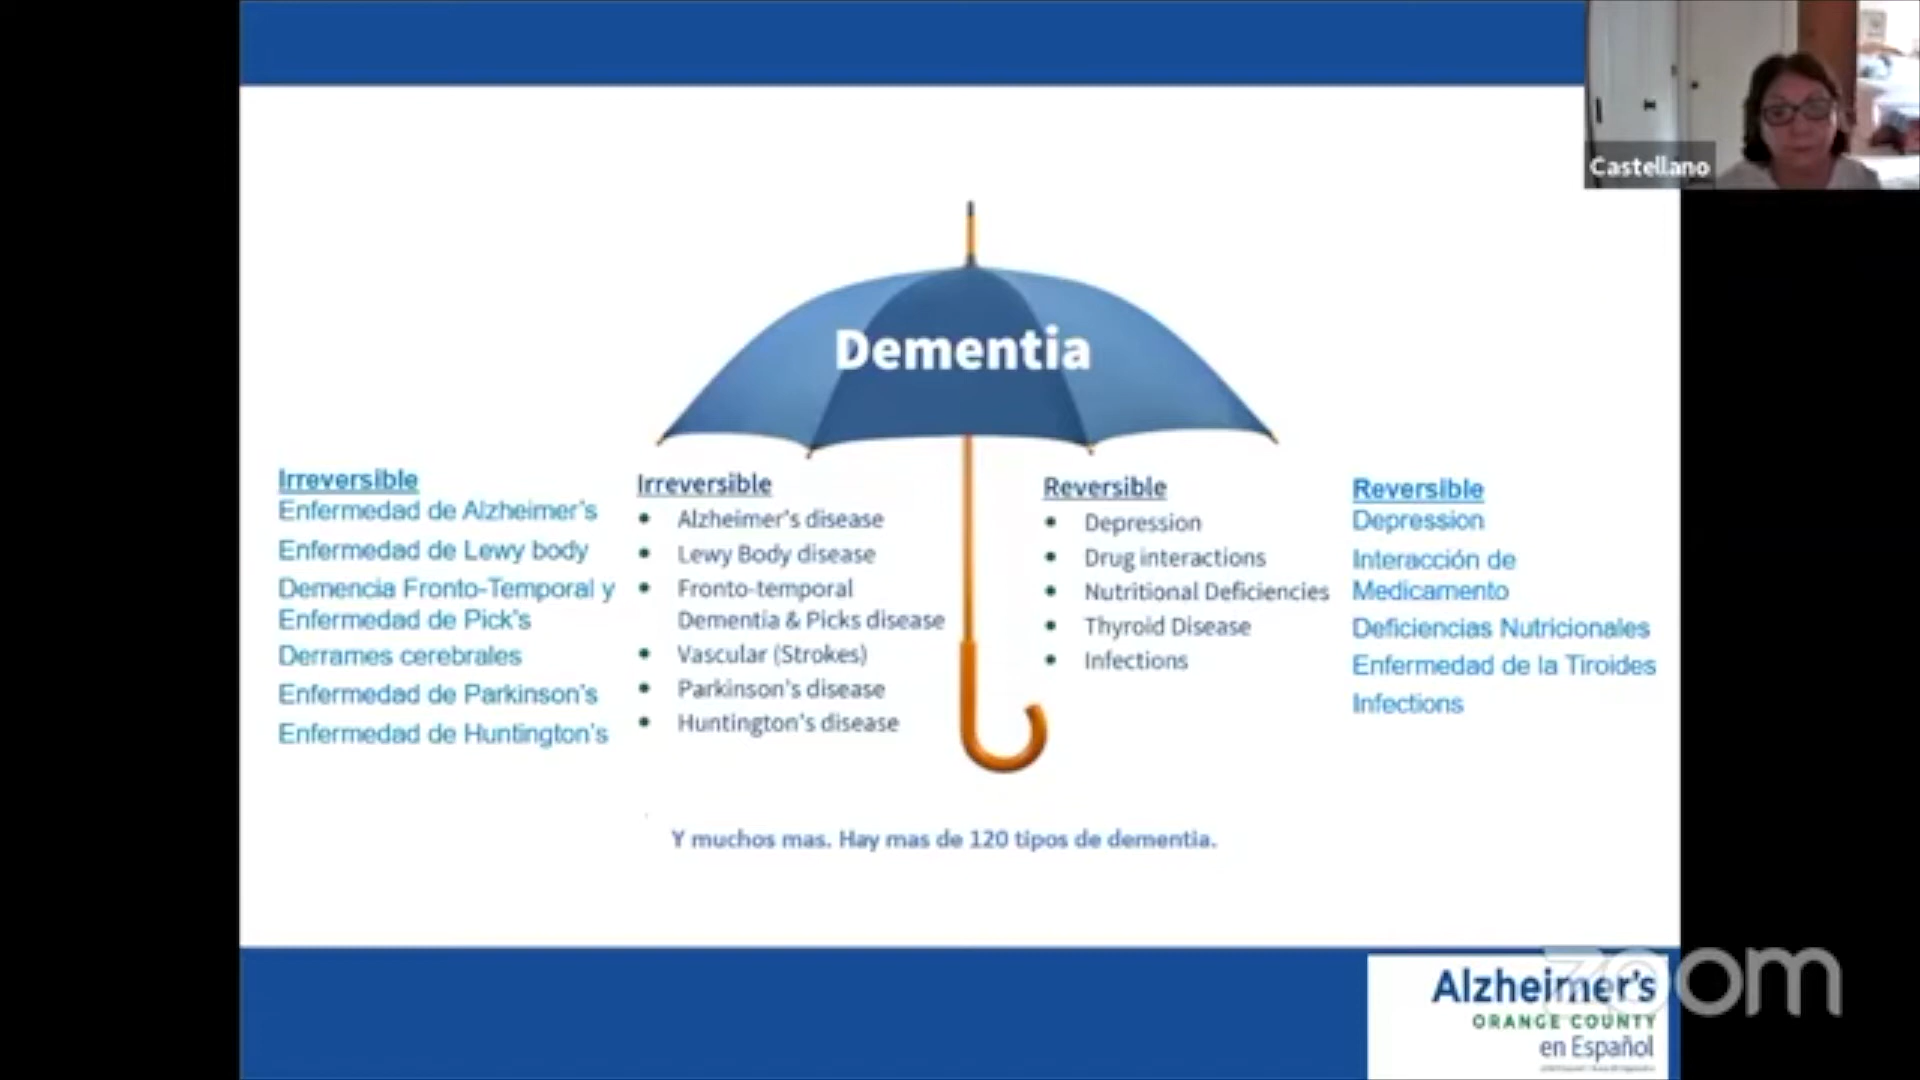 Castellano
Dementia
Irreversible
Enfermedad de Alzheimer's
Enfermedad de Lewy body
Demencia Fronto-Temporal y
Enfermedad de Pick's
Derrames cerebrales
Enfermedad de Parkinson's
Enfermedad de Huntington's
Irreversible
• Alzheimer's disease
• Lewy Body disease
• Fronto-temporal
Dementia & Picks disease
• Vascular (Strokes)
• Parkinson's disease
• Huntington's disease
Reversible
• Depression
• Drug interactions
• Nutritional Deficiencies
• Thyroid Disease
• Infections
Reversible
Depression
Interacción de
Medicamento
Deficiencias Nutricionales
Enfermedad de la Tiroides
Infections
Y muchos mas. Hay mas de 120 tipos de dementia.
Alzheimer's
ORANGE COUNTY
en Español
zoom